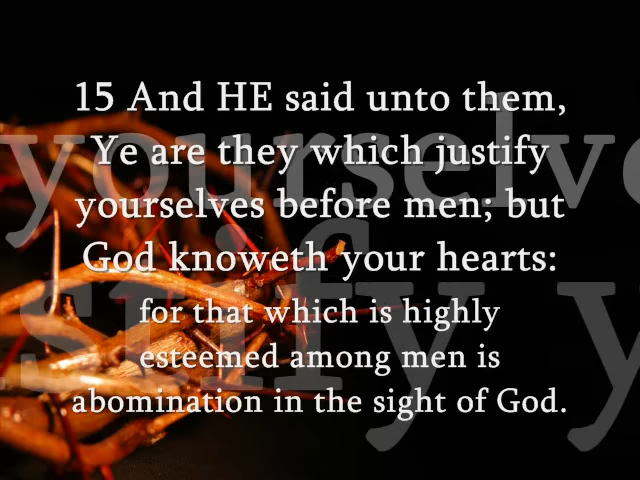 15 And HE said unto them,
Ye are they which justify
yourselves before men; but
God knoweth your hearts:
for that which is highly
esteemed among men is
abomination in the sight of God.